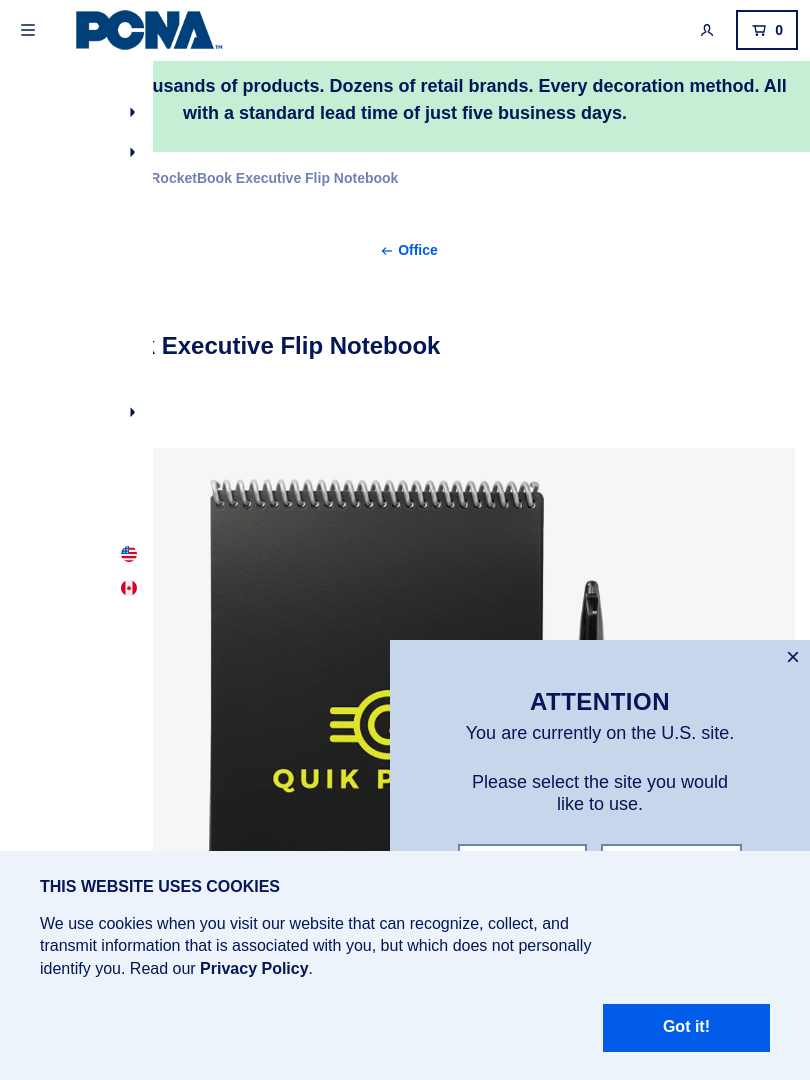 PCNA™
0
of products. Dozens of retail brands. Every decoration method. All
with a standard lead time of just five business days.
RocketBook Executive Flip Notebook
← Office
Executive Flip Notebook
QUIK
×
ATTENTION
You are currently on the U.S. site.
Please select the site you would
like to use.
THIS WEBSITE USES COOKIES
We use cookies when you visit our website that can recognize, collect, and
transmit information that is associated with you, but which does not personally
identify you. Read our Privacy Policy.
Got it!